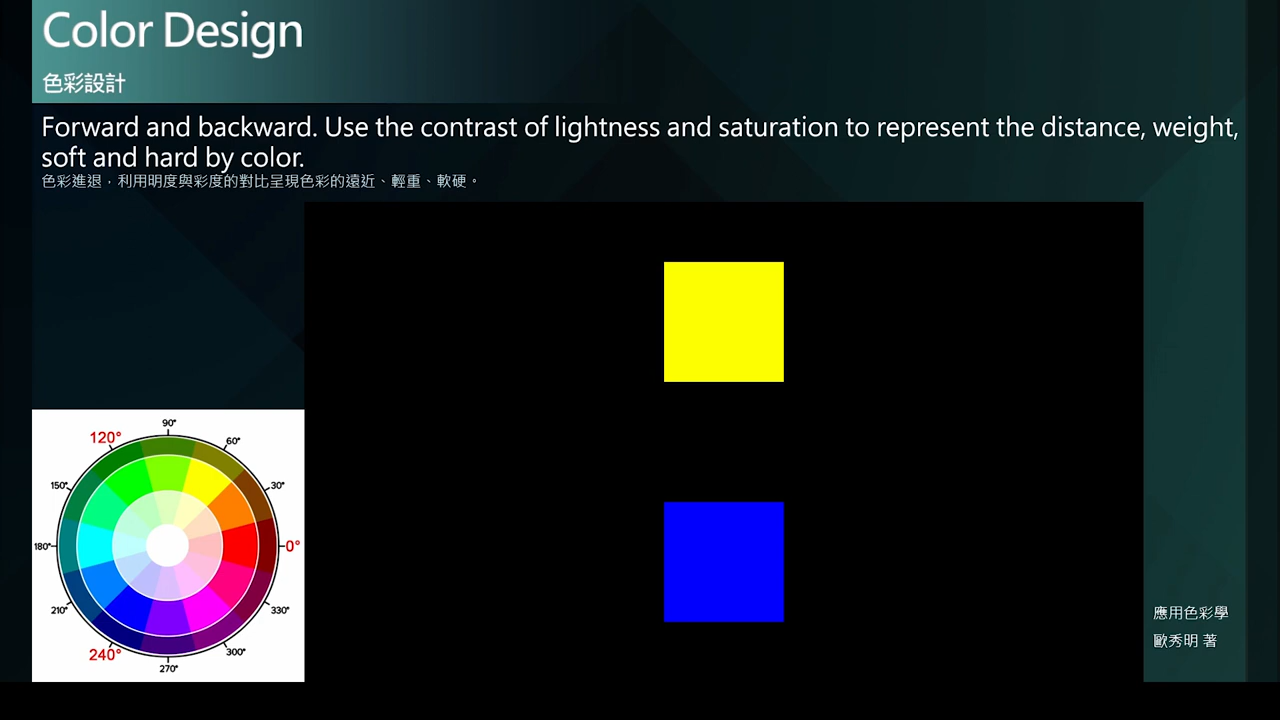 Color Design
色彩設計
Forward and backward. Use the contrast of lightness and saturation to represent the distance, weight,
soft and hard by color.
色彩進退，利用明度與彩度的對比呈現色彩的遠近、輕重、軟硬。
90°
120°
60°
150°
30°
180°
0°
210°
330°
240°
300°
270°
應用色彩學
歐秀明 著